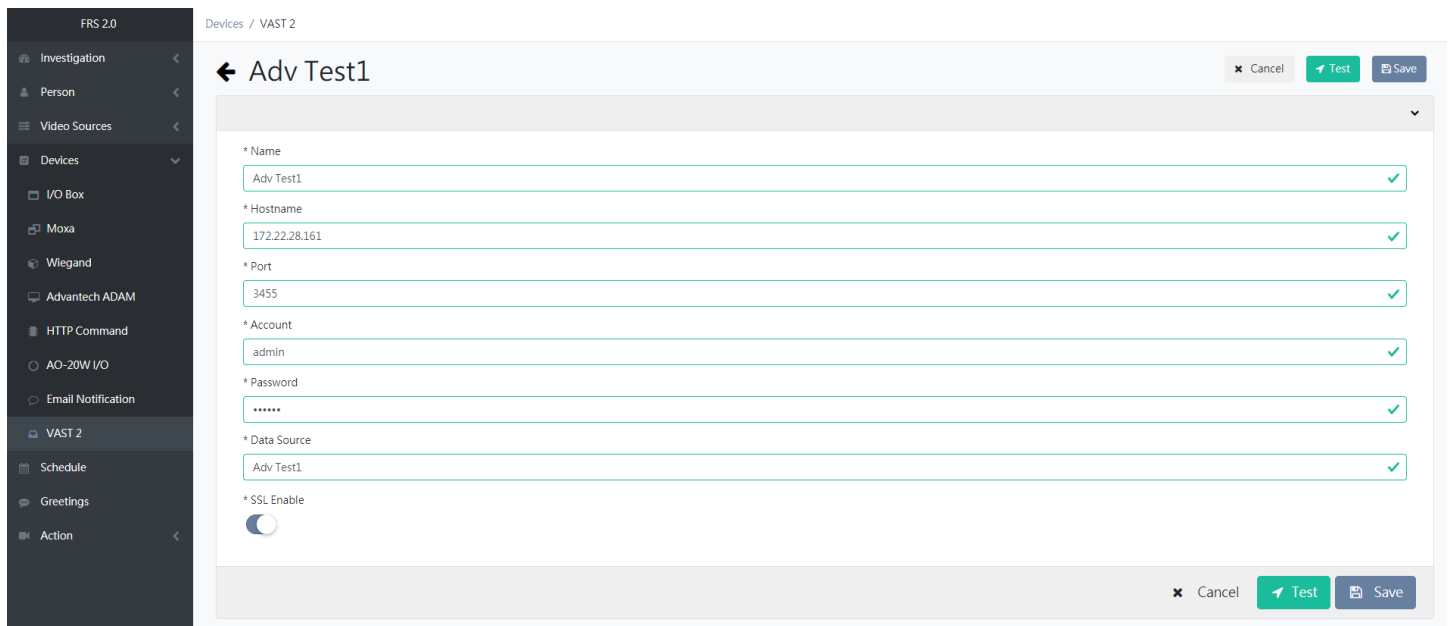 FRS 2.0
Investigation
Person
Video Sources
Devices
I/O Box
Moxa
Wiegand
Advantech ADAM
HTTP Command
AO-20W I/O
Email Notification
VAST 2
Schedule
Greetings
Action
Devices / VAST 2
Adv Test1
Cancel Test Save
* Name
Adv Test1
* Hostname
172.22.28.161
* Port
3455
* Account
admin
* Password
••••••
* Data Source
Adv Test1
* SSL Enable
Cancel Test Save